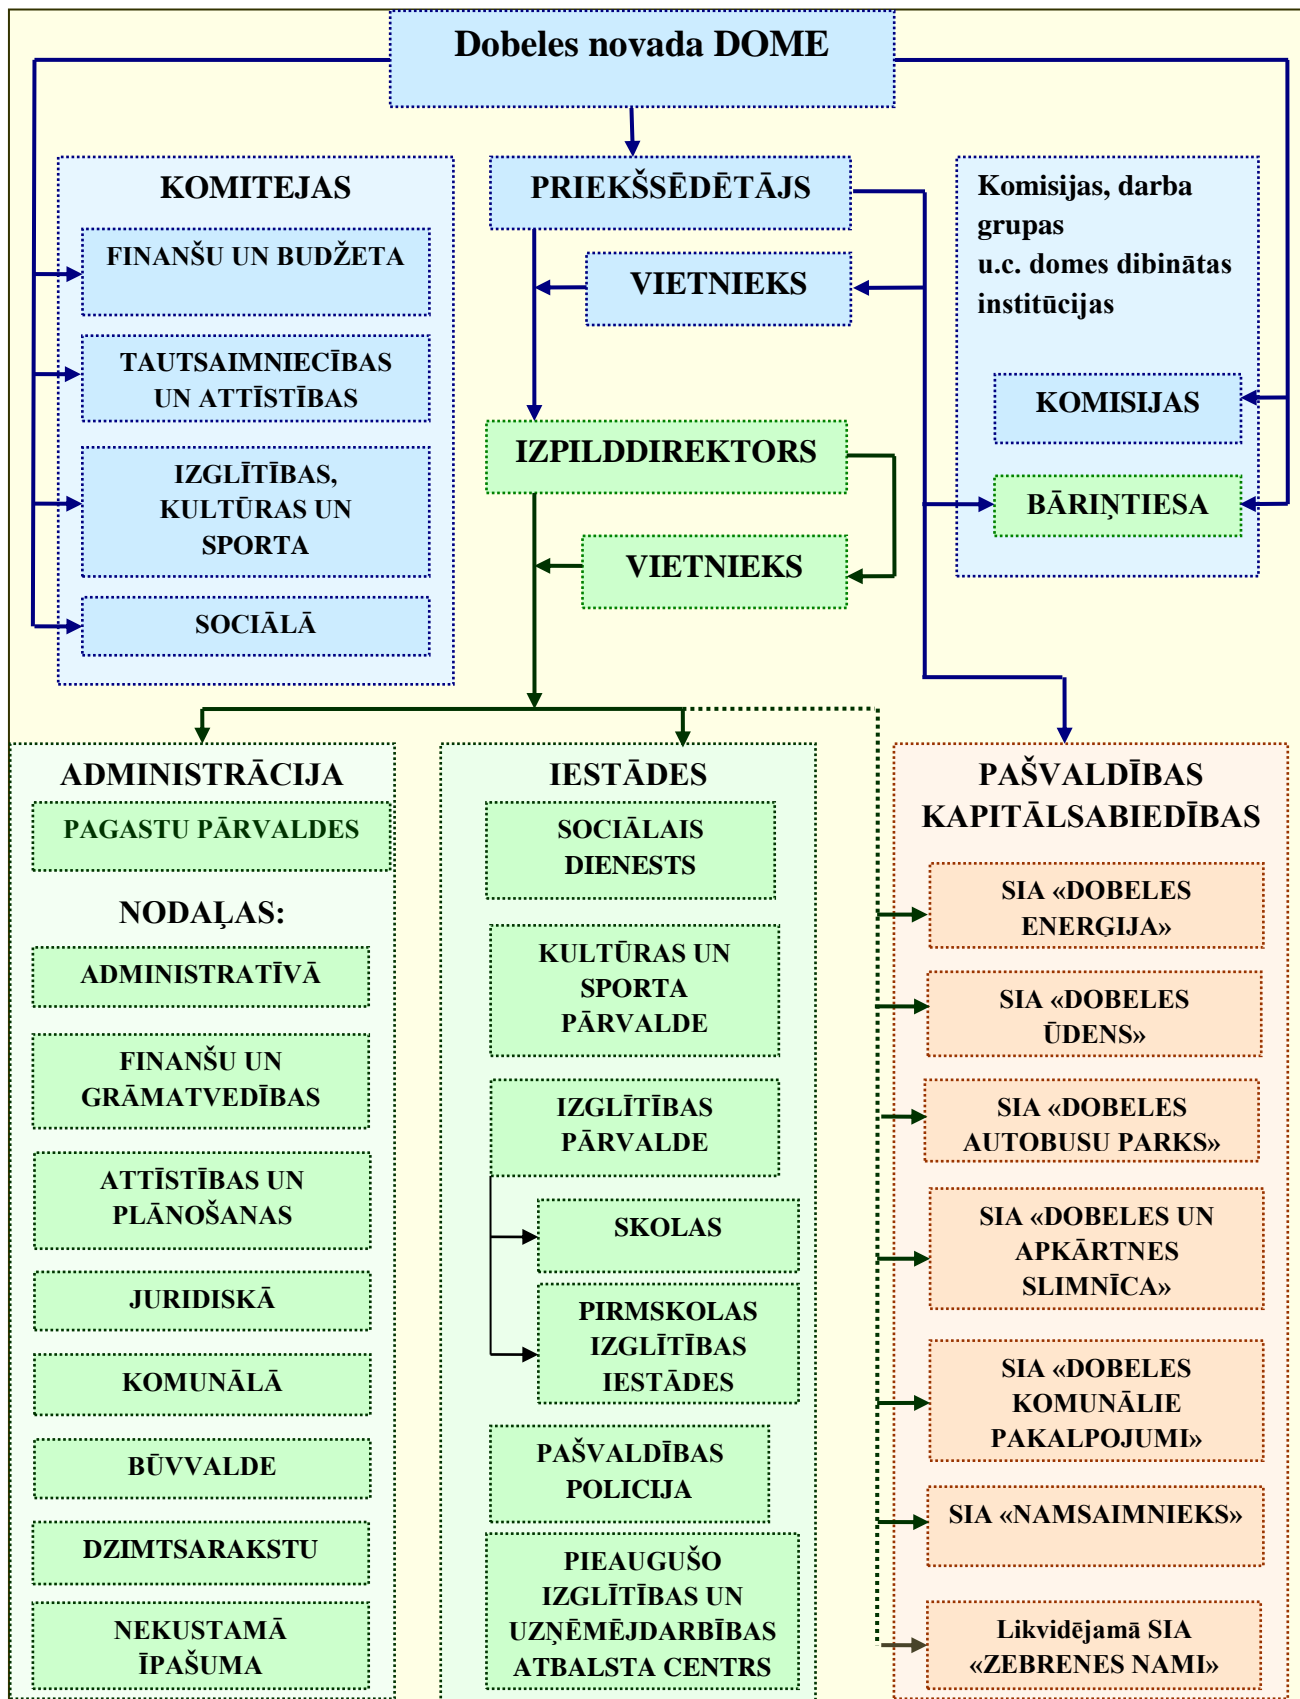 Dobeles novada DOME
KOMITEJAS
FINANŠU UN BUDŽETA
TAUTSAIMNIECĪBAS
UN ATTĪSTĪBAS
IZGLĪTĪBAS,
KULTŪRAS UN
SPORTA
SOCIĀLĀ
PRIEKŠSĒDĒTĀJS
VIETNIEKS
IZPILDDIREKTORS
VIETNIEKS
Komisijas, darba
grupas
u.c. domes dibinātas
institūcijas
KOMISIJAS
BĀRIŅTIESA
ADMINISTRĀCIJA
PAGASTU PĀRVALDES
NODAĻAS:
ADMINISTRATĪVĀ
FINANŠU UN
GRĀMATVEDĪBAS
ATTĪSTĪBAS UN
PLĀNOŠANAS
JURIDISKĀ
KOMUNĀLĀ
BŪVVALDE
DZIMTSARAKSTU
NEKUSTAMĀ
ĪPAŠUMA
IESTĀDES
SOCIĀLAIS
DIENESTS
KULTŪRAS UN
SPORTA
PĀRVALDE
IZGLĪTĪBAS
PĀRVALDE
SKOLAS
PIRMSKOLAS
IZGLĪTĪBAS
IESTĀDES
PAŠVALDĪBAS
POLICIJA
PIEAUGUŠO
IZGLĪTĪBAS UN
UZŅĒMĒJDARBĪBAS
ATBALSTA CENTRS
PAŠVALDĪBAS
KAPITĀLSABIEDĪBAS
SIA «DOBELES
ENERĢIJA»
SIA «DOBELES
ŪDENS»
SIA «DOBELES
AUTOBUSU PARKS»
SIA «DOBELES UN
APKĀRTNES
SLIMNĪCA»
SIA «DOBELES
KOMUNĀLIE
PAKALPOJUMI»
SIA «NAMSAIMNIEKS»
Likvidējamā SIA
«ZEBRENES NAMI»